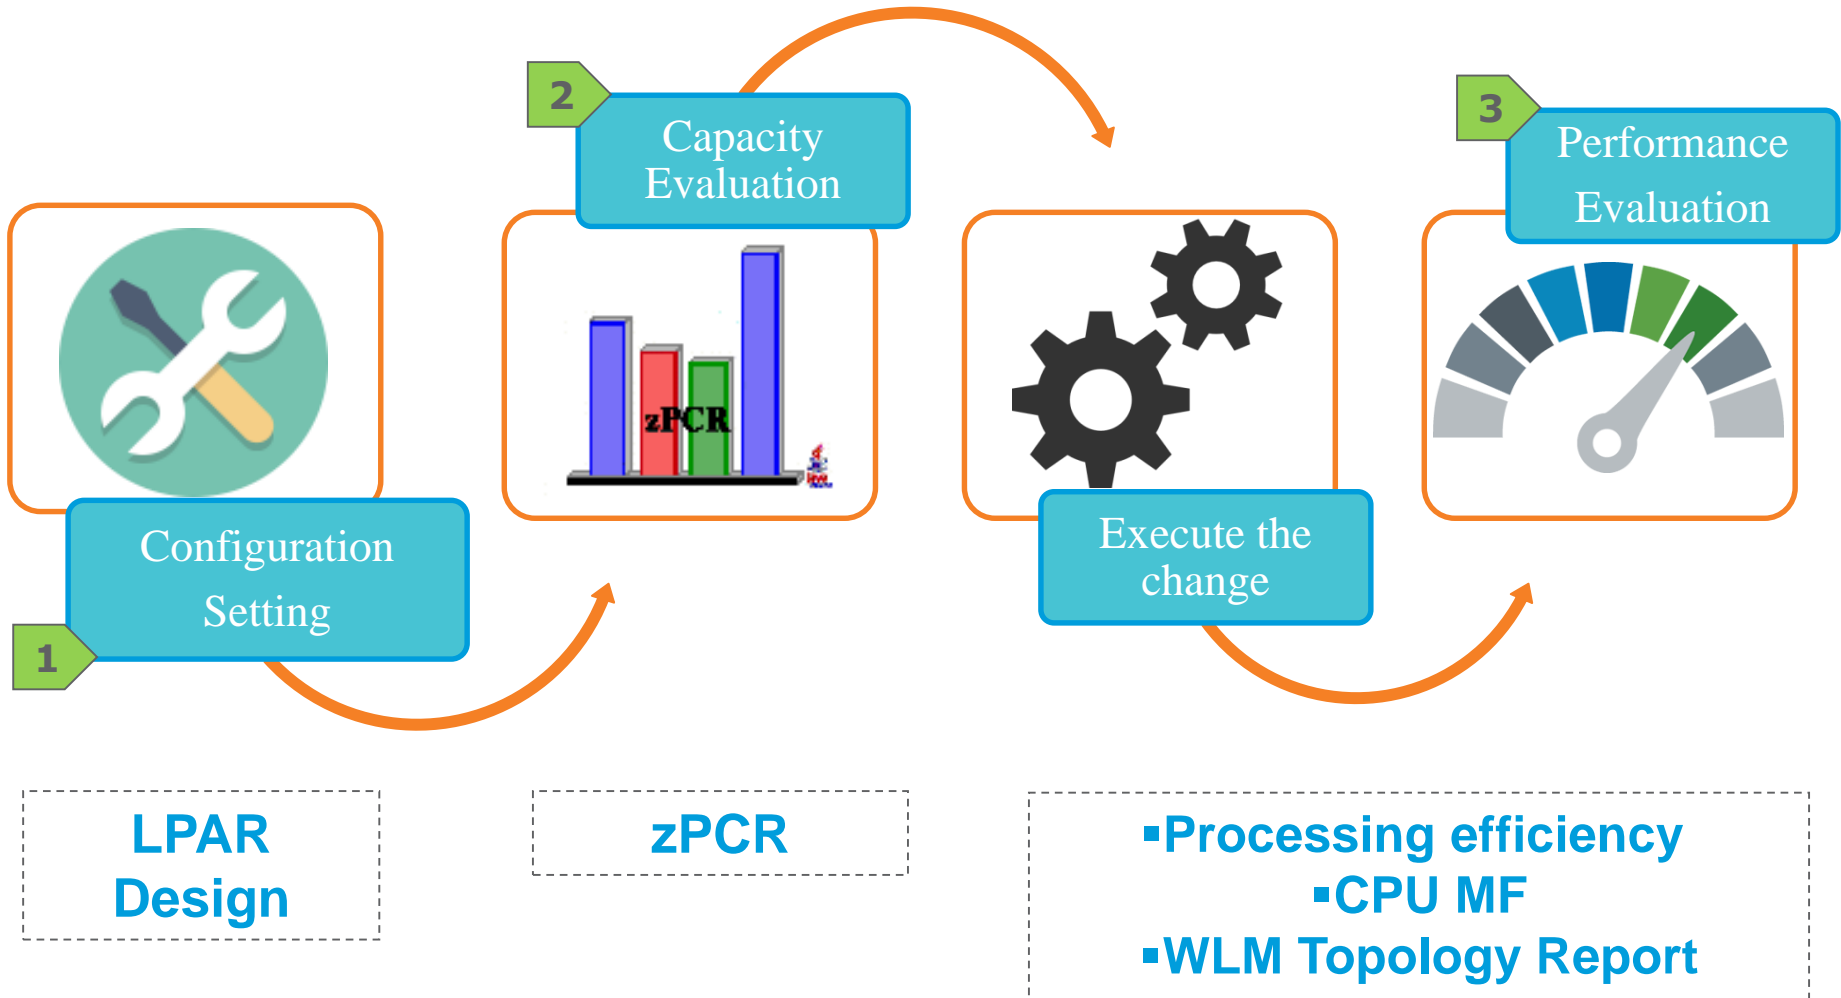 1
Configuration
Setting
2
Capacity
Evaluation
zPCR
Execute the
change
3
Performance
Evaluation
LPAR
Design
zPCR
▪Processing efficiency
▪CPU MF
▪WLM Topology Report